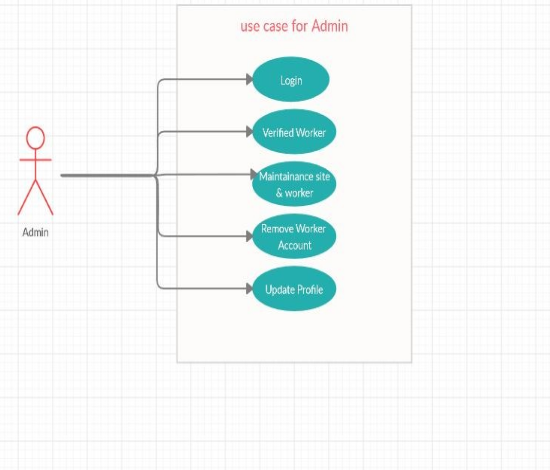 use case for Admin
Login
Verified Worker
Maintainance site
& worker
Remove Worker
Account
Update Profile
Admin